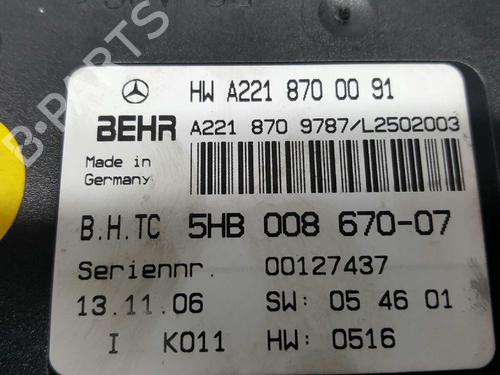 HW A221 870 00 91
BEHR A221 870 9787/L2502003
Made in
Germany
B.H.TC 5HB 008 670-07
Seriennr. 00127437
13.11.06 SW: 05 46 01
I K011 HW: 0516
B-PARTS